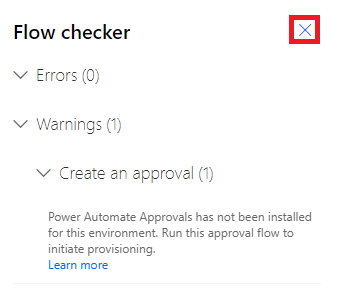 Flow checker
Errors (0)
Warnings (1)
Create an approval (1)
Power Automate Approvals has not been installed
for this environment. Run this approval flow to
initiate provisioning.
Learn more